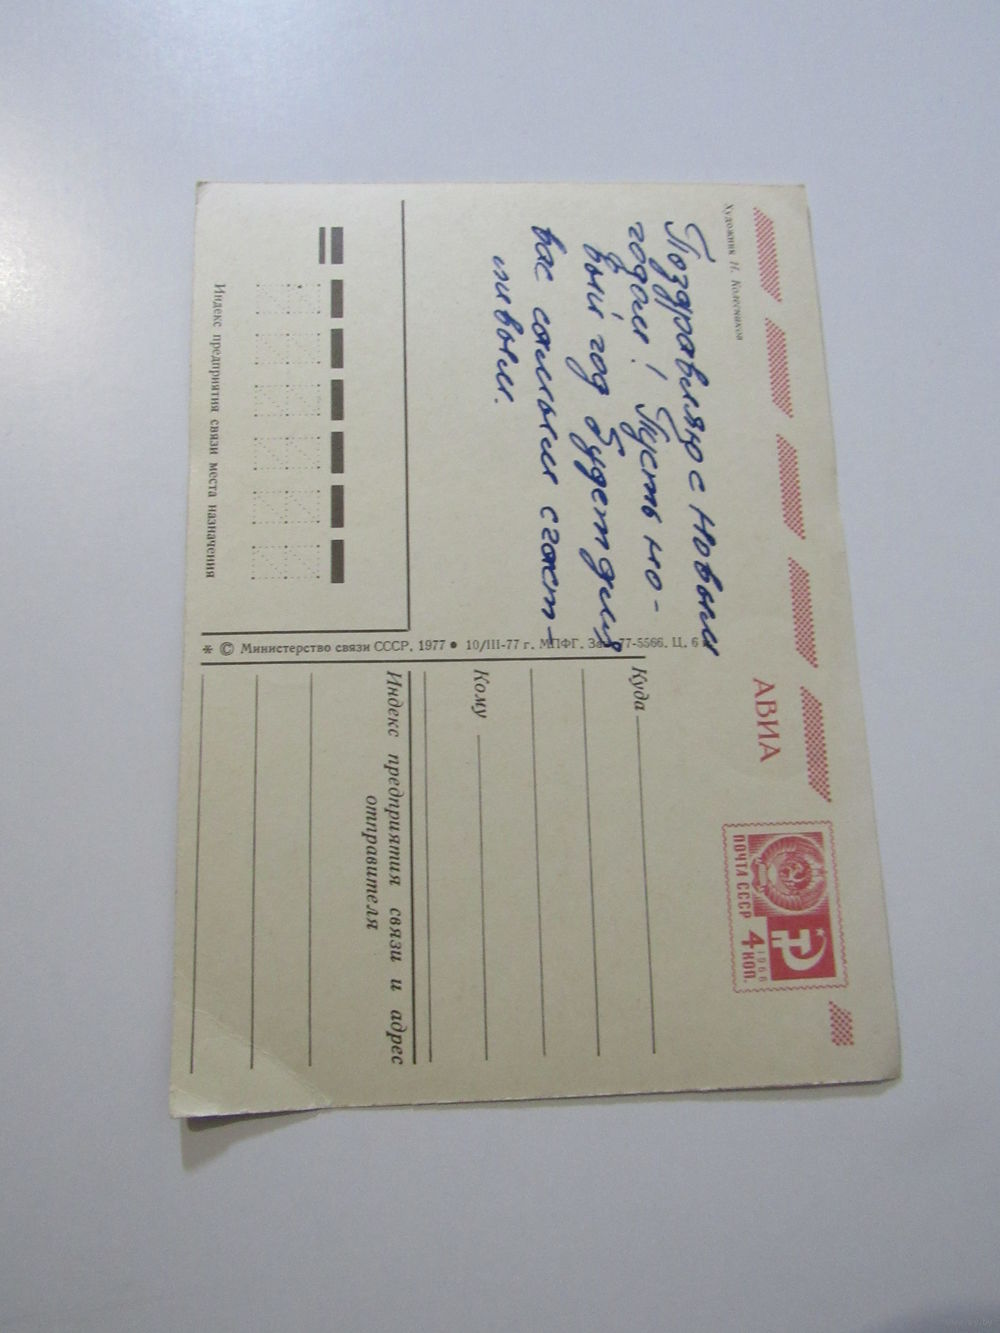 Художник И. Колесников
Поздравляю с Новым
годом! Пусть но-
вый год будет для
вас самым счаст-
ливым.
Индекс предприятия связи места назначения
* © Министерство связи СССР, 1977 ● 10/III-77 г. МПФГ. Зак. 77-5566. Ц. 6 к.
АВИА
ПОЧТА СССР
1966
4 КОП.
Куда
Кому
Индекс предприятия связи и адрес
отправителя